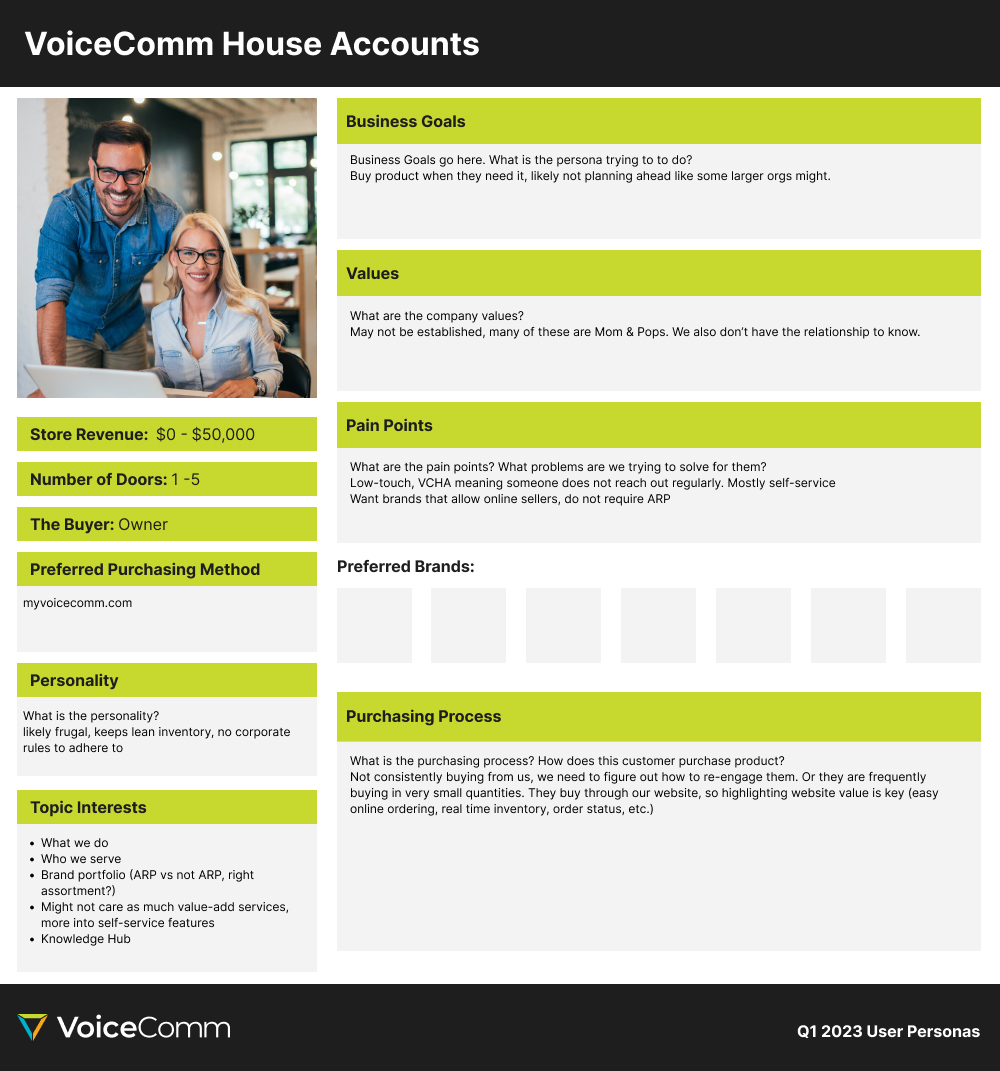 VoiceComm House Accounts
Store Revenue: $0 - $50,000
Number of Doors: 1 -5
The Buyer: Owner
Preferred Purchasing Method
myvoicecomm.com
Personality
What is the personality?
likely frugal, keeps lean inventory, no corporate
rules to adhere to
Topic Interests
• What we do
• Who we serve
• Brand portfolio (ARP vs not ARP, right
assortment?)
• Might not care as much value-add services,
more into self-service features
• Knowledge Hub
Business Goals
Business Goals go here. What is the persona trying to to do?
Buy product when they need it, likely not planning ahead like some larger orgs might.
Values
What are the company values?
May not be established, many of these are Mom & Pops. We also don’t have the relationship to know.
Pain Points
What are the pain points? What problems are we trying to solve for them?
Low-touch, VCHA meaning someone does not reach out regularly. Mostly self-service
Want brands that allow online sellers, do not require ARP
Preferred Brands:
Purchasing Process
What is the purchasing process? How does this customer purchase product?
Not consistently buying from us, we need to figure out how to re-engage them. Or they are frequently
buying in very small quantities. They buy through our website, so highlighting website value is key (easy
online ordering, real time inventory, order status, etc.)
VoiceComm
Q1 2023 User Personas